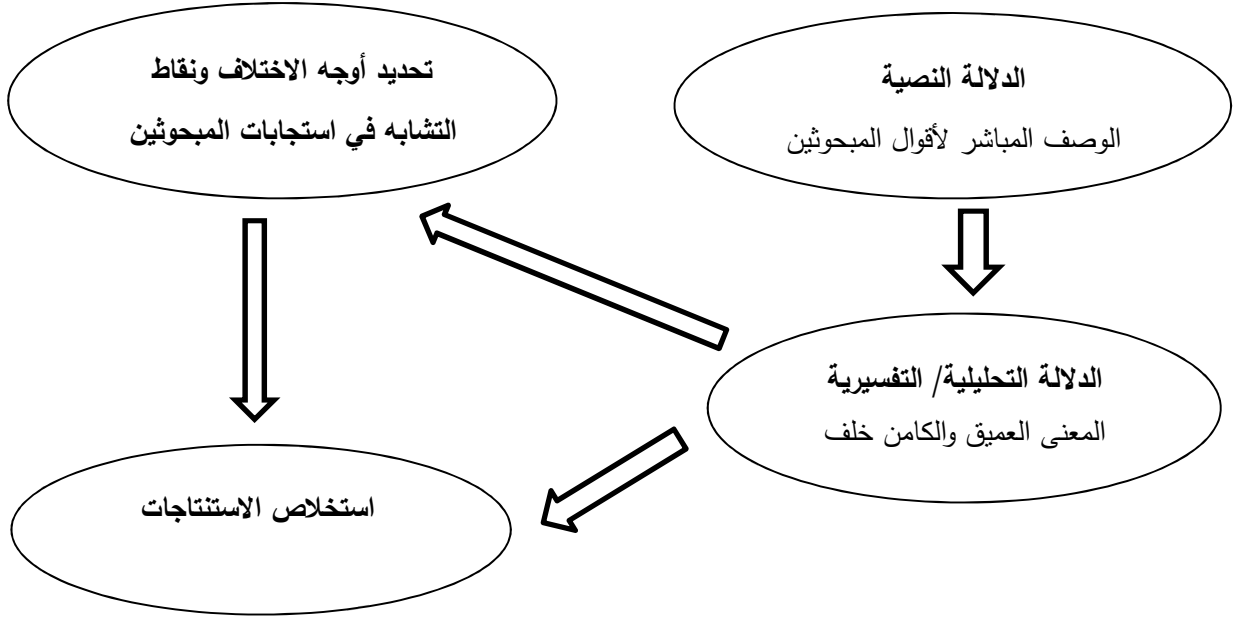 الدلالة النصية
الوصف المباشر لأقوال المبحوثين
تحديد أوجه الاختلاف ونقاط
التشابه في استجابات المبحوثين
الدلالة التحليلية/ التفسيرية
المعنى العميق والكامن خلف
استخلاص الاستنتاجات